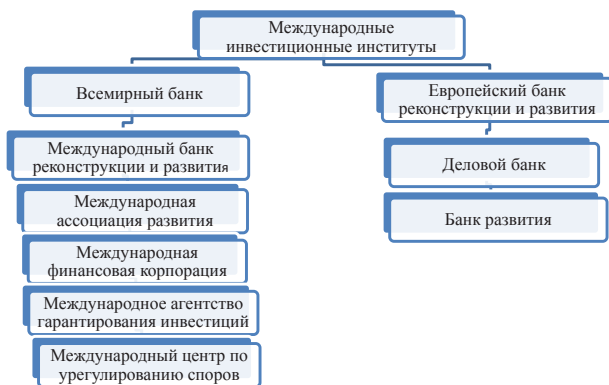 Международные
инвестиционные институты
Всемирный банк
Международный банк
реконструкции и развития
Международная
ассоциация развития
Международная
финансовая корпорация
Международное агентство
гарантирования инвестиций
Международный центр по
урегулированию споров
Европейский банк
реконструкции и развития
Деловой банк
Банк развития